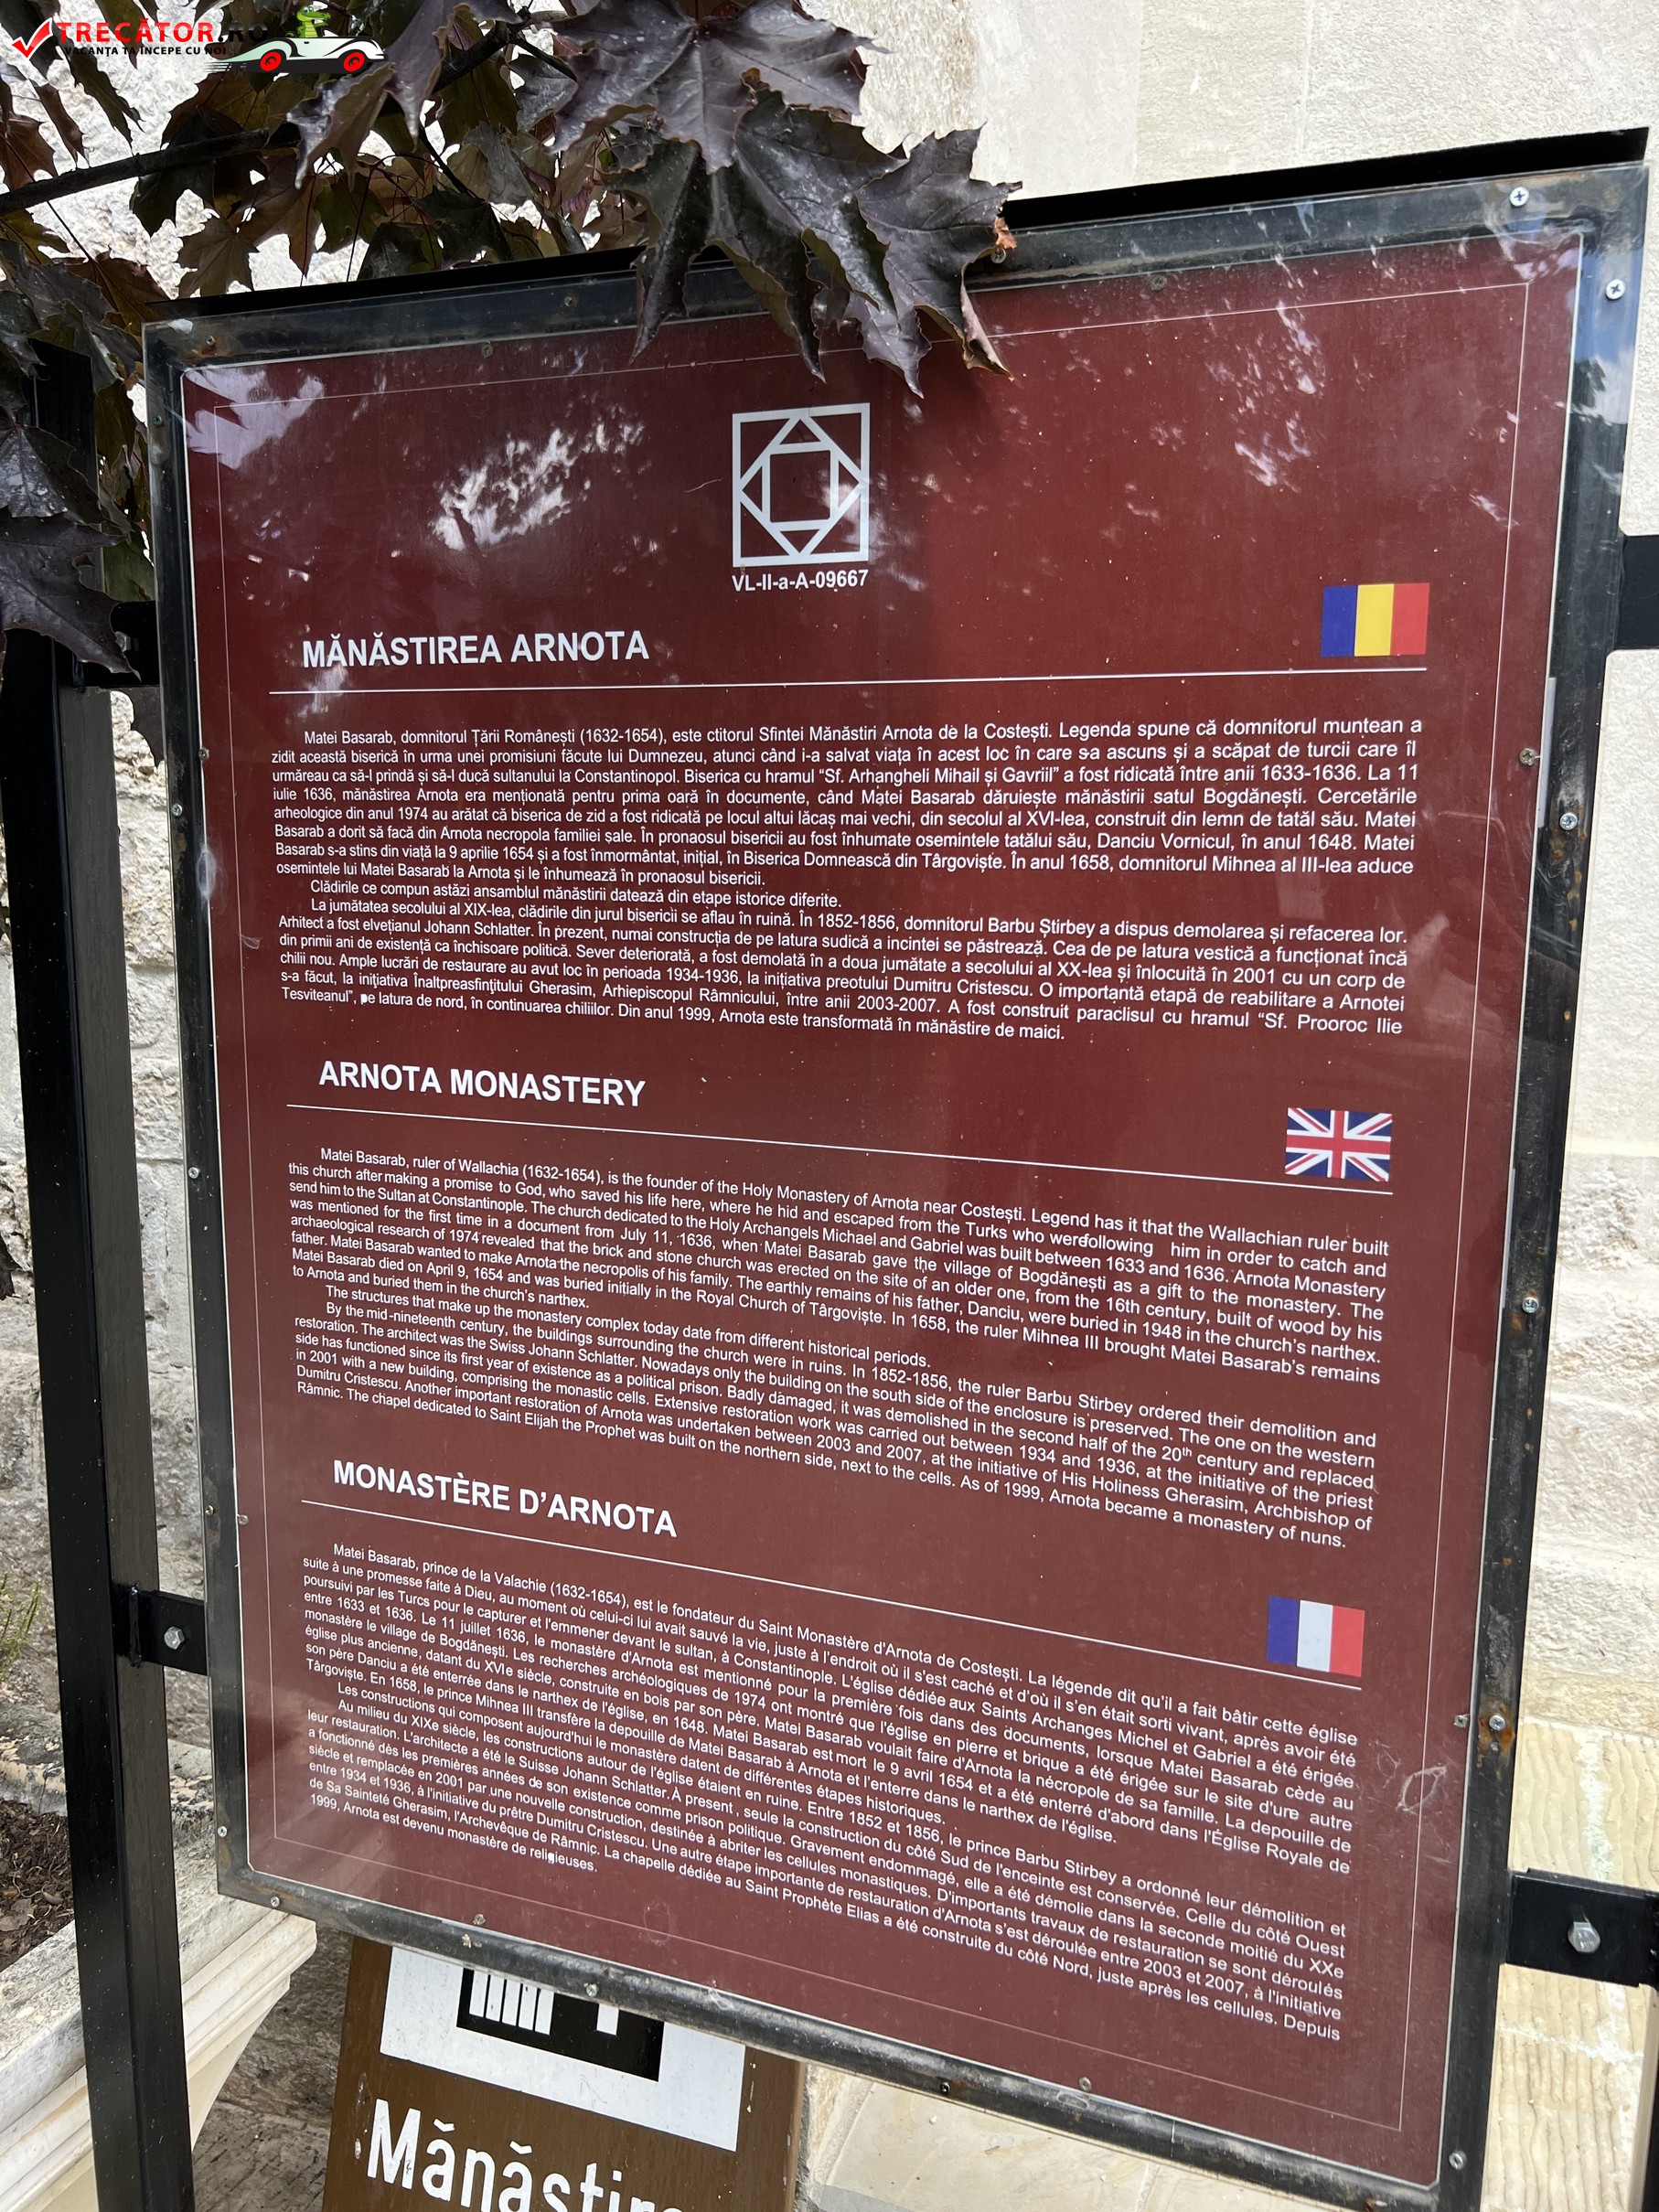 TRECĂTOR.RO
VACANȚA TA ÎNCEPE CU NOI
VL-II-a-A-09667
MĂNĂSTIREA ARNOTA
Matei Basarab, domnitorul Țării Românești (1632-1654), este ctitorul Sfintei Mănăstiri Arnota de la Costești. Legenda spune că domnitorul muntean a
zidit această biserică în urma unei promisiuni făcute lui Dumnezeu, atunci când i-a salvat viața în acest loc în care s-a ascuns și a scăpat de turcii care îl
urmăreau ca să-l prindă și să-l ducă sultanului la Constantinopol. Biserica cu hramul “Sf. Arhangheli Mihail și Gavriil” a fost ridicată între anii 1633-1636. La 11
iulie 1636, mănăstirea Arnota era menționată pentru prima oară în documente, când Matei Basarab dăruiește mănăstirii satul Bogdănești. Cercetările
arheologice din anul 1974 au arătat că biserica de zid a fost ridicată pe locul altui lăcaș mai vechi, din secolul al XVI-lea, construit din lemn de tatăl său. Matei
Basarab a dorit să facă din Arnota necropola familiei sale. În pronaosul bisericii au fost înhumate osemintele tatălui său, Danciu Vornicul, în anul 1648. Matei
Basarab s-a stins din viață la 9 aprilie 1654 și a fost înmormântat, inițial, în Biserica Domnească din Târgoviște. În anul 1658, domnitorul Mihnea al III-lea aduce
osemintele lui Matei Basarab la Arnota și le înhumează în pronaosul bisericii.
Clădirile ce compun astăzi ansamblul mănăstirii datează din etape istorice diferite.
La jumătatea secolului al XIX-lea, clădirile din jurul bisericii se aflau în ruină. În 1852-1856, domnitorul Barbu Știrbey a dispus demolarea și refacerea lor.
Arhitect a fost elvețianul Johann Schlatter. În prezent, numai construcția de pe latura sudică a incintei se păstrează. Cea de pe latura vestică a funcționat încă
din primii ani de existență ca închisoare politică. Sever deteriorată, a fost demolată în a doua jumătate a secolului al XX-lea și înlocuită în 2001 cu un corp de
chilii nou. Ample lucrări de restaurare au avut loc în perioada 1934-1936, la inițiativa preotului Dumitru Cristescu. O importantă etapă de reabilitare a Arnotei
s-a făcut, la inițiativa Înaltpreasfințitului Gherasim, Arhiepiscopul Râmnicului, între anii 2003-2007. A fost construit paraclisul cu hramul “Sf. Prooroc Ilie
Tesviteanul”, pe latura de nord, în continuarea chiliilor. Din anul 1999, Arnota este transformată în mănăstire de maici.
ARNOTA MONASTERY
Matei Basarab, ruler of Wallachia (1632-1654), is the founder of the Holy Monastery of Arnota near Costești. Legend has it that the Wallachian ruler built
this church after making a promise to God, who saved his life here, where he hid and escaped from the Turks who werefollowing him in order to catch and
send him to the Sultan at Constantinople. The church dedicated to the Holy Archangels Michael and Gabriel was built between 1633 and 1636. Arnota Monastery
was mentioned for the first time in a document from July 11, 1636, when Matei Basarab gave the village of Bogdănești as a gift to the monastery. The
archaeological research of 1974 revealed that the brick and stone church was erected on the site of an older one, from the 16th century, built of wood by his
father. Matei Basarab wanted to make Arnota the necropolis of his family. The earthly remains of his father, Danciu, were buried in 1948 in the church's narthex.
Matei Basarab died on April 9, 1654 and was buried initially in the Royal Church of Târgoviște. In 1658, the ruler Mihnea III brought Matei Basarab's remains
to Arnota and buried them in the church's narthex.
The structures that make up the monastery complex today date from different historical periods.
By the mid-nineteenth century, the buildings surrounding the church were in ruins. In 1852-1856, the ruler Barbu Stirbey ordered their demolition and
restoration. The architect was the Swiss Johann Schlatter. Nowadays only the building on the south side of the enclosure is preserved. The one on the western
side has functioned since its first year of existence as a political prison. Badly damaged, it was demolished in the second half of the 20th century and replaced
in 2001 with a new building, comprising the monastic cells. Extensive restoration work was carried out between 1934 and 1936, at the initiative of the priest
Dumitru Cristescu. Another important restoration of Arnota was undertaken between 2003 and 2007, at the initiative of His Holiness Gherasim, Archbishop of
Râmnic. The chapel dedicated to Saint Elijah the Prophet was built on the northern side, next to the cells. As of 1999, Arnota became a monastery of nuns.
MONASTÈRE D'ARNOTA
Matei Basarab, prince de la Valachie (1632-1654), est le fondateur du Saint Monastère d'Arnota de Costești. La légende dit qu'il a fait bâtir cette église
suite à une promesse faite à Dieu, au moment où celui-ci lui avait sauvé la vie, juste à l'endroit où il s'est caché et d'où il s'en était sorti vivant, après avoir été
poursuivi par les Turcs pour le capturer et l'emmener devant le sultan, à Constantinople. L'église dédiée aux Saints Archanges Michel et Gabriel a été érigée
entre 1633 et 1636. Le 11 juillet 1636, le monastère d'Arnota est mentionné pour la première fois dans des documents, lorsque Matei Basarab cède au
monastère le village de Bogdănești. Les recherches archéologiques de 1974 ont montré que l'église en pierre et brique a été érigée sur le site d'ure autre
église plus ancienne, datant du XVIe siècle, construite en bois par son père. Matei Basarab voulait faire d'Arnota la nécropole de sa famille. La depouille de
son père Danciu a été enterrée dans le narthex de l'église, en 1648. Matei Basarab est mort le 9 avril 1654 et a été enterré d'abord dans l'Église Royale de
Târgoviște. En 1658, le prince Mihnea III transfère la depouille de Matei Basarab à Arnota et l'enterre dans le narthex de l'église.
Les constructions qui composent aujourd'hui le monastère datent de différentes étapes historiques.
Au milieu du XIXe siècle, les constructions autour de l'église étaient en ruine. Entre 1852 et 1856, le prince Barbu Stirbey a ordonné leur démolition et
leur restauration. L'architecte a été le Suisse Johann Schlatter. À present , seule la construction du côté Sud de l'enceinte est conservée. Celle du côté Ouest
a fonctionné dès les premières années de son existence comme prison politique. Gravement endommagé, elle a été démolie dans la seconde moitié du XXe
siècle et remplacée en 2001 par une nouvelle construction, destinée à abriter les cellules monastiques. D'importants travaux de restauration se sont déroulés
entre 1934 et 1936, à l'initiative du prêtre Dumitru Cristescu. Une autre étape importante de restauration d'Arnota s'est déroulée entre 2003 et 2007, à l'initiative
de Sa Sainteté Gherasim, l'Archevêque de Râmnic. La chapelle dédiée au Saint Prophète Elias a été construite du côté Nord, juste après les cellules. Depuis
1999, Arnota est devenu monastère de religieuses.